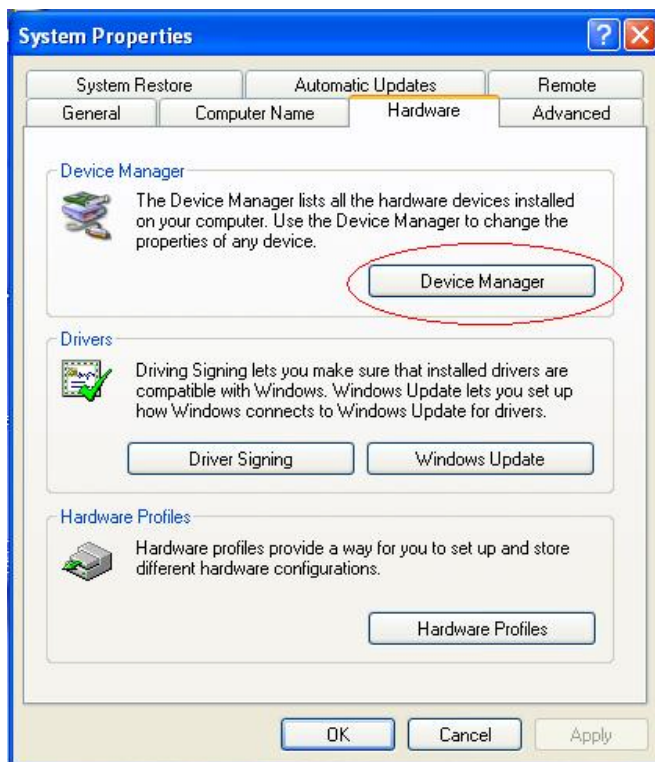 System Properties
System Restore Automatic Updates Remote
General Computer Name Hardware Advanced
Device Manager
The Device Manager lists all the hardware devices installed
on your computer. Use the Device Manager to change the
properties of any device.
Device Manager
Drivers
Driving Signing lets you make sure that installed drivers are
compatible with Windows. Windows Update lets you set up
how Windows connects to Windows Update for drivers.
Driver Signing Windows Update
Hardware Profiles
Hardware profiles provide a way for you to set up and store
different hardware configurations.
Hardware Profiles
OK Cancel Apply